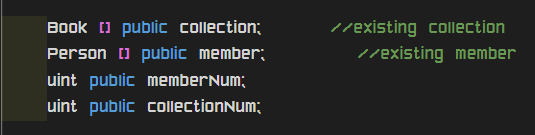 Book [] public collection; //existing collection
Person [] public member; //existing member
uint public memberNum;
uint public collectionNum;